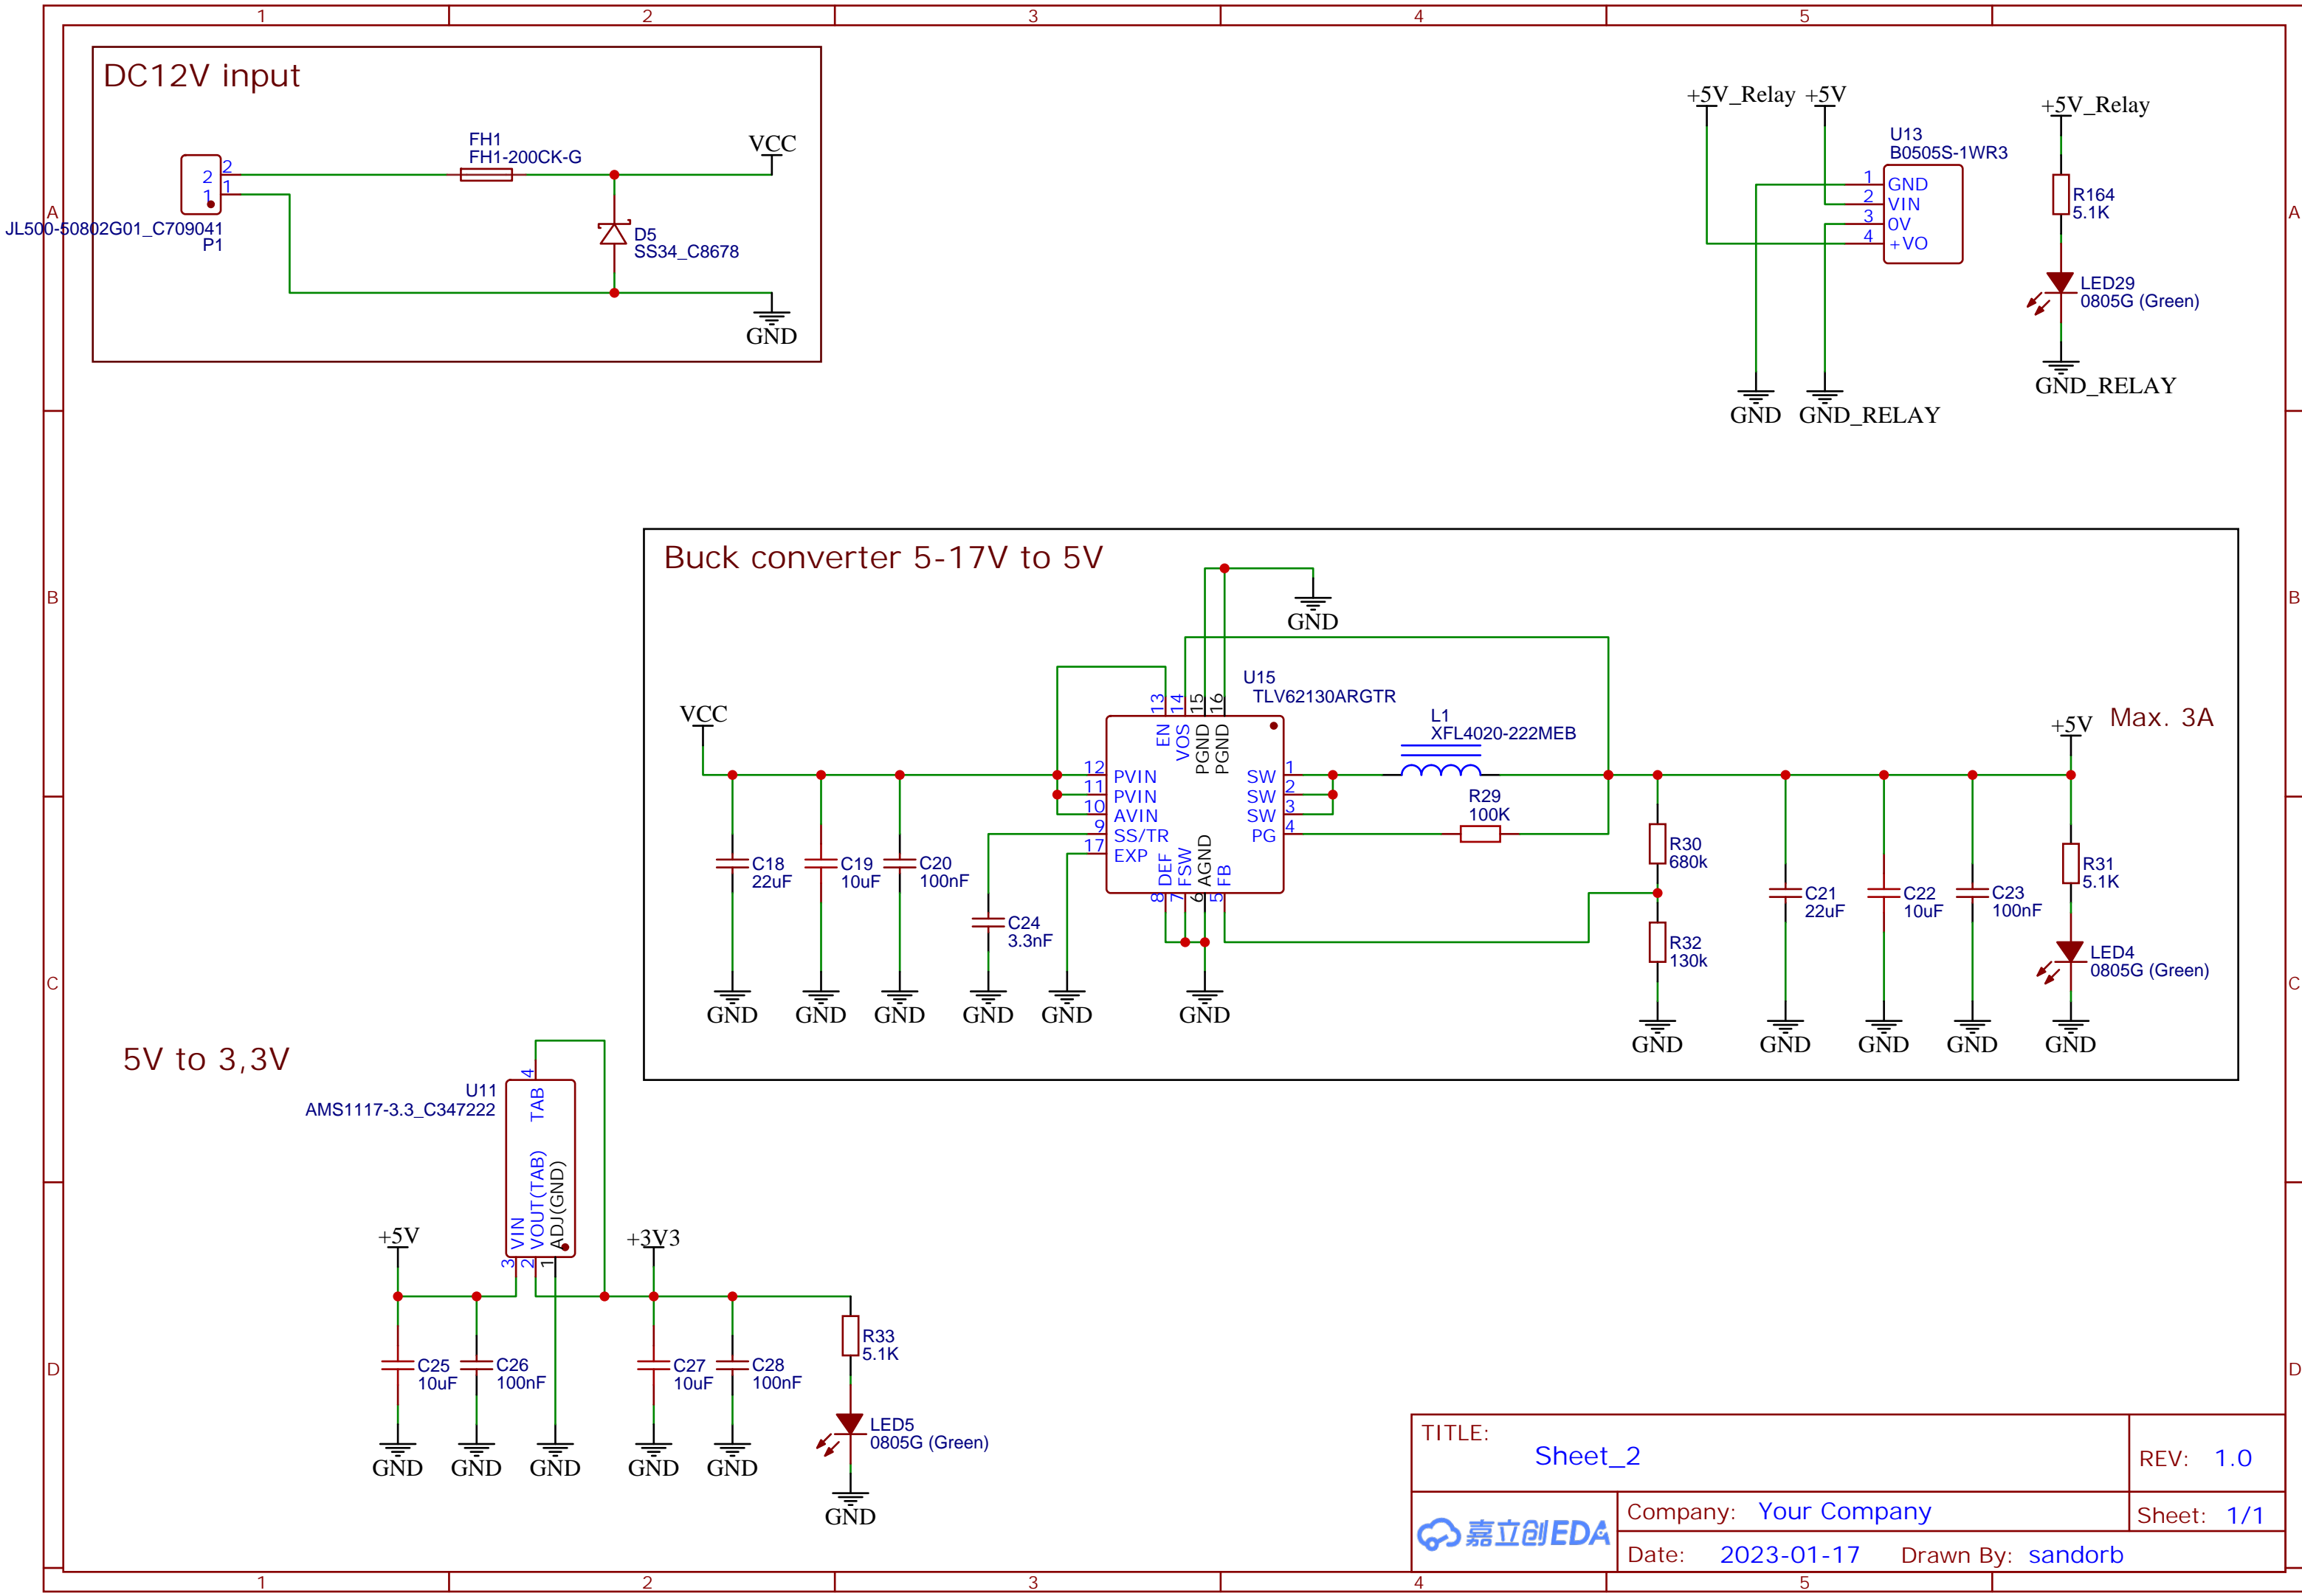 1 2 3 4 5
A
B
C
D
A
B
C
D
1 2 3 4 5
DC12V input
FH1
FH1-200CK-G
VCC
2
1
2
1
JL500-50802G01_C709041
P1
D5
SS34_C8678
GND
+5V_Relay +5V
U13
B0505S-1WR3
1 GND
2 VIN
3 0V
4 +VO
GND GND_RELAY
+5V_Relay
R164
5.1K
LED29
0805G (Green)
GND_RELAY
Buck converter 5-17V to 5V
GND
U15
TLV62130ARGTR
VCC
13 14 15 16
EN VOS PGND PGND
12 PVIN
11 PVIN
10 AVIN
9 SS/TR
17 EXP
SW 1
SW 2
SW 3
PG 4
DEF FSW AGND FB
8 7 6 5
L1
XFL4020-222MEB
R29
100K
+5V Max. 3A
C18
22uF
C19
10uF
C20
100nF
C24
3.3nF
R30
680k
R32
130k
C21
22uF
C22
10uF
C23
100nF
R31
5.1K
LED4
0805G (Green)
GND GND GND GND GND GND
GND GND GND GND GND
5V to 3,3V
U11
AMS1117-3.3_C347222
4
TAB
VIN VOUT(TAB) ADJ(GND)
3 2 1
+5V
+3V3
C25
10uF
C26
100nF
C27
10uF
C28
100nF
R33
5.1K
LED5
0805G (Green)
GND GND GND GND GND
GND
TITLE:
Sheet_2
REV: 1.0
嘉立创EDA
Company: Your Company
Sheet: 1/1
Date: 2023-01-17 Drawn By: sandorb